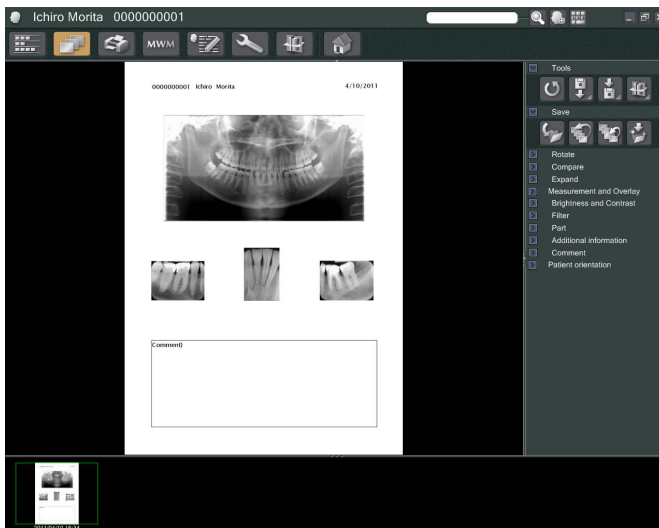 Ichiro Morita 0000000001
MWM
0000000001 Ichiro Morita 4/10/2011
Comment)
Tools
Save
Rotate
Compare
Expand
Measurement and Overlay
Brightness and Contrast
Filter
Part
Additional information
Comment
Patient orientation